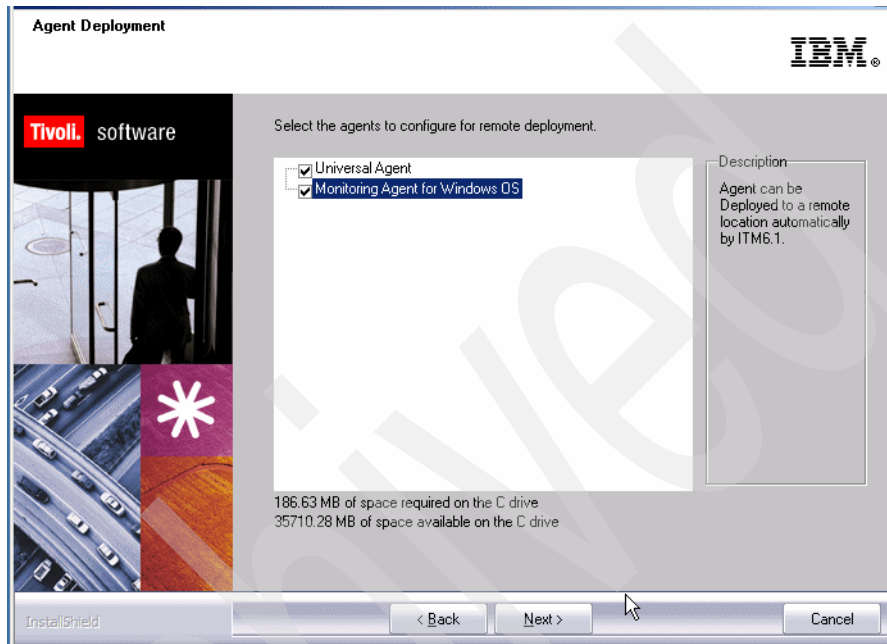 Agent Deployment
IBM®
Tivoli. software
Select the agents to configure for remote deployment.
Universal Agent
Monitoring Agent for Windows OS
Description
Agent can be
Deployed to a remote
location automatically
by ITM6.1.
186.63 MB of space required on the C drive
35710.28 MB of space available on the C drive
InstallShield
< Back
Next >
Cancel